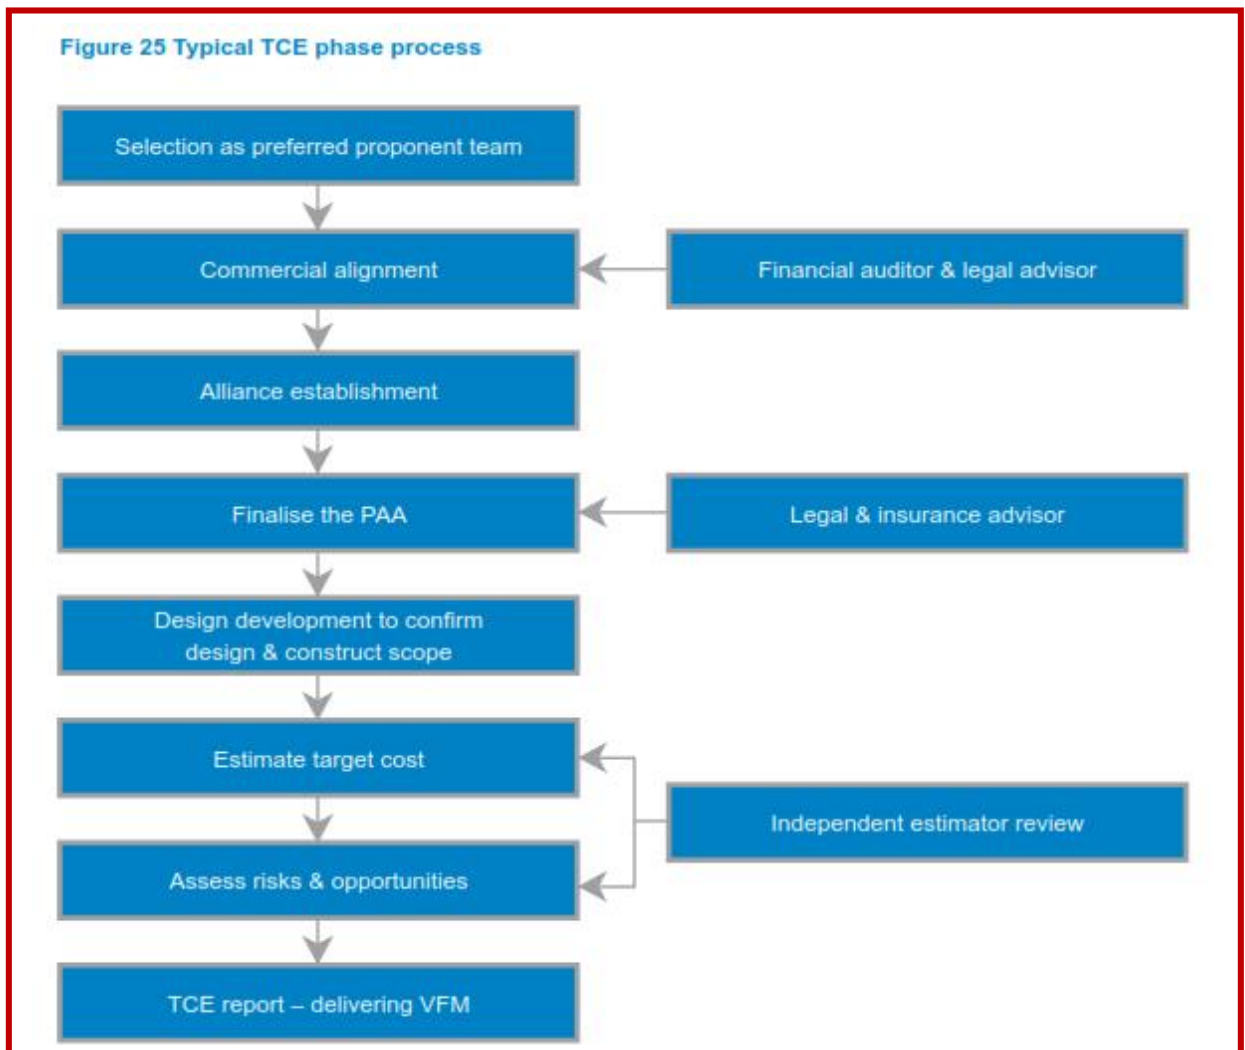 Figure 25 Typical TCE phase process
Selection as preferred proponent team
Commercial alignment
Financial auditor & legal advisor
Alliance establishment
Finalise the PAA
Legal & insurance advisor
Design development to confirm
design & construct scope
Estimate target cost
Independent estimator review
Assess risks & opportunities
TCE report – delivering VFM